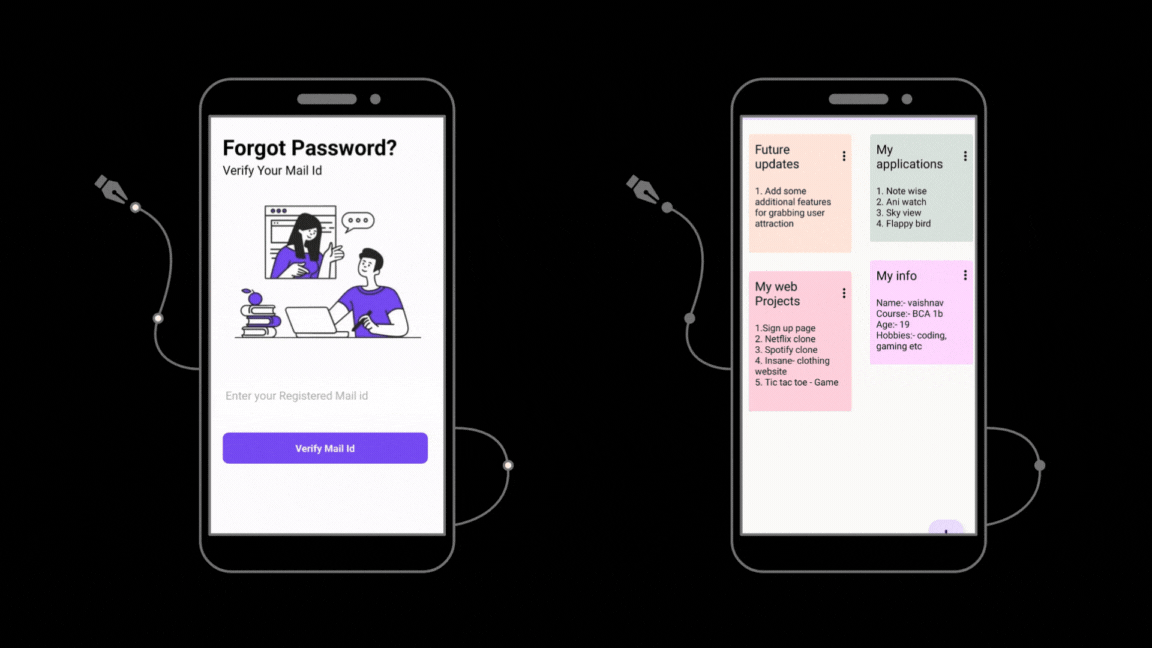 Forgot Password?
Verify Your Mail Id
Enter your Registered Mail id
Verify Mail Id
Future
updates
1. Add some
additional features
for grabbing user
attraction
My
applications
1. Note wise
2. Ani watch
3. Sky view
4. Flappy bird
My web
Projects
1.Sign up page
2. Netflix clone
3. Spotify clone
4. Insane- clothing
website
5. Tic tac toe - Game
My info
Name:- vaishnav
Course:- BCA 1b
Age:- 19
Hobbies:- coding,
gaming etc